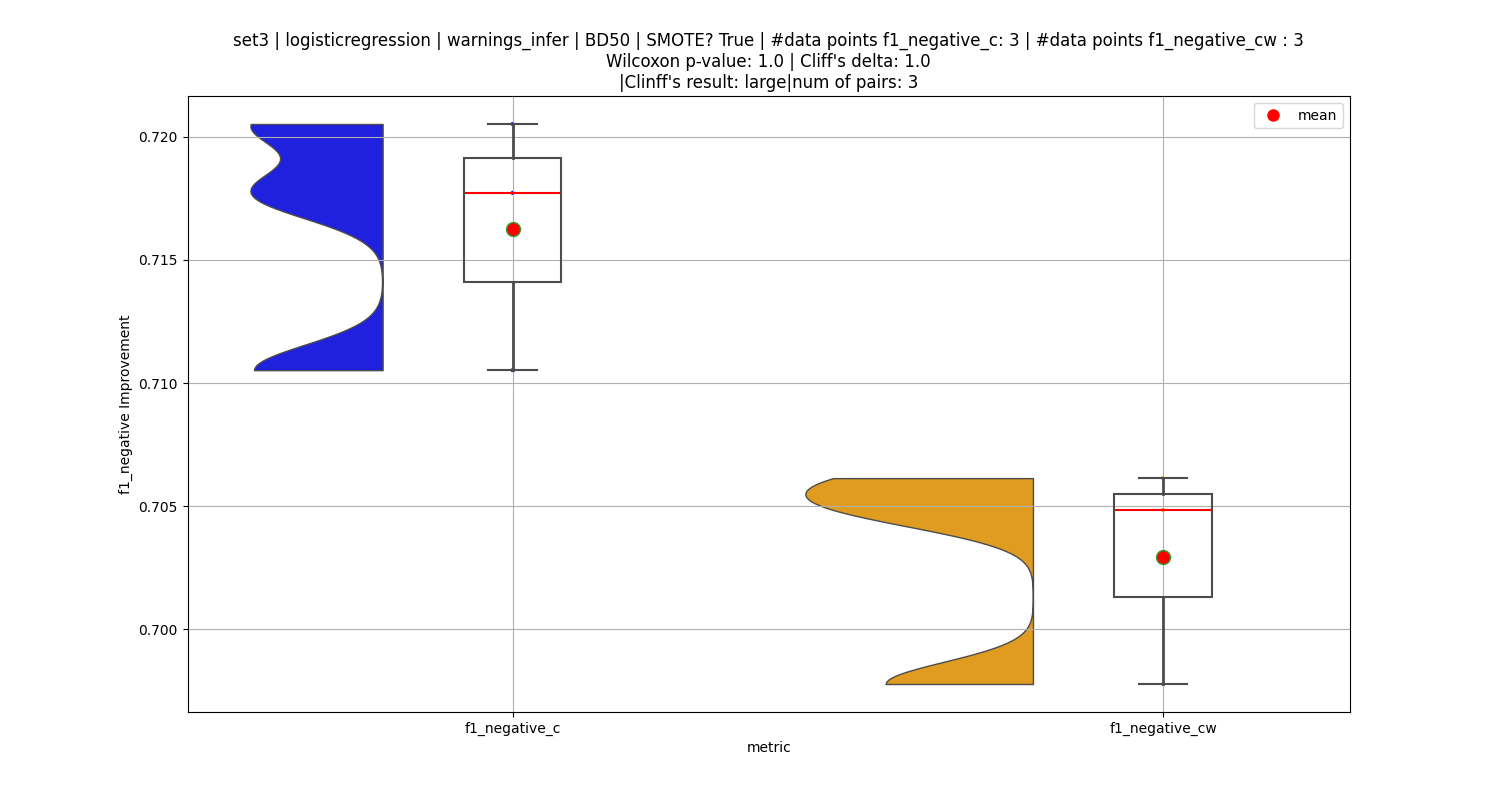 set3 | logisticregression | warnings_infer | BD50 | SMOTE? True | #data points f1_negative_c: 3 | #data points f1_negative_cw : 3
Wilcoxon p-value: 1.0 | Cliff's delta: 1.0
|Clinff's result: large|num of pairs: 3
mean
0.720
0.715
0.710
0.705
0.700
f1_negative Improvement
f1_negative_c
f1_negative_cw
metric